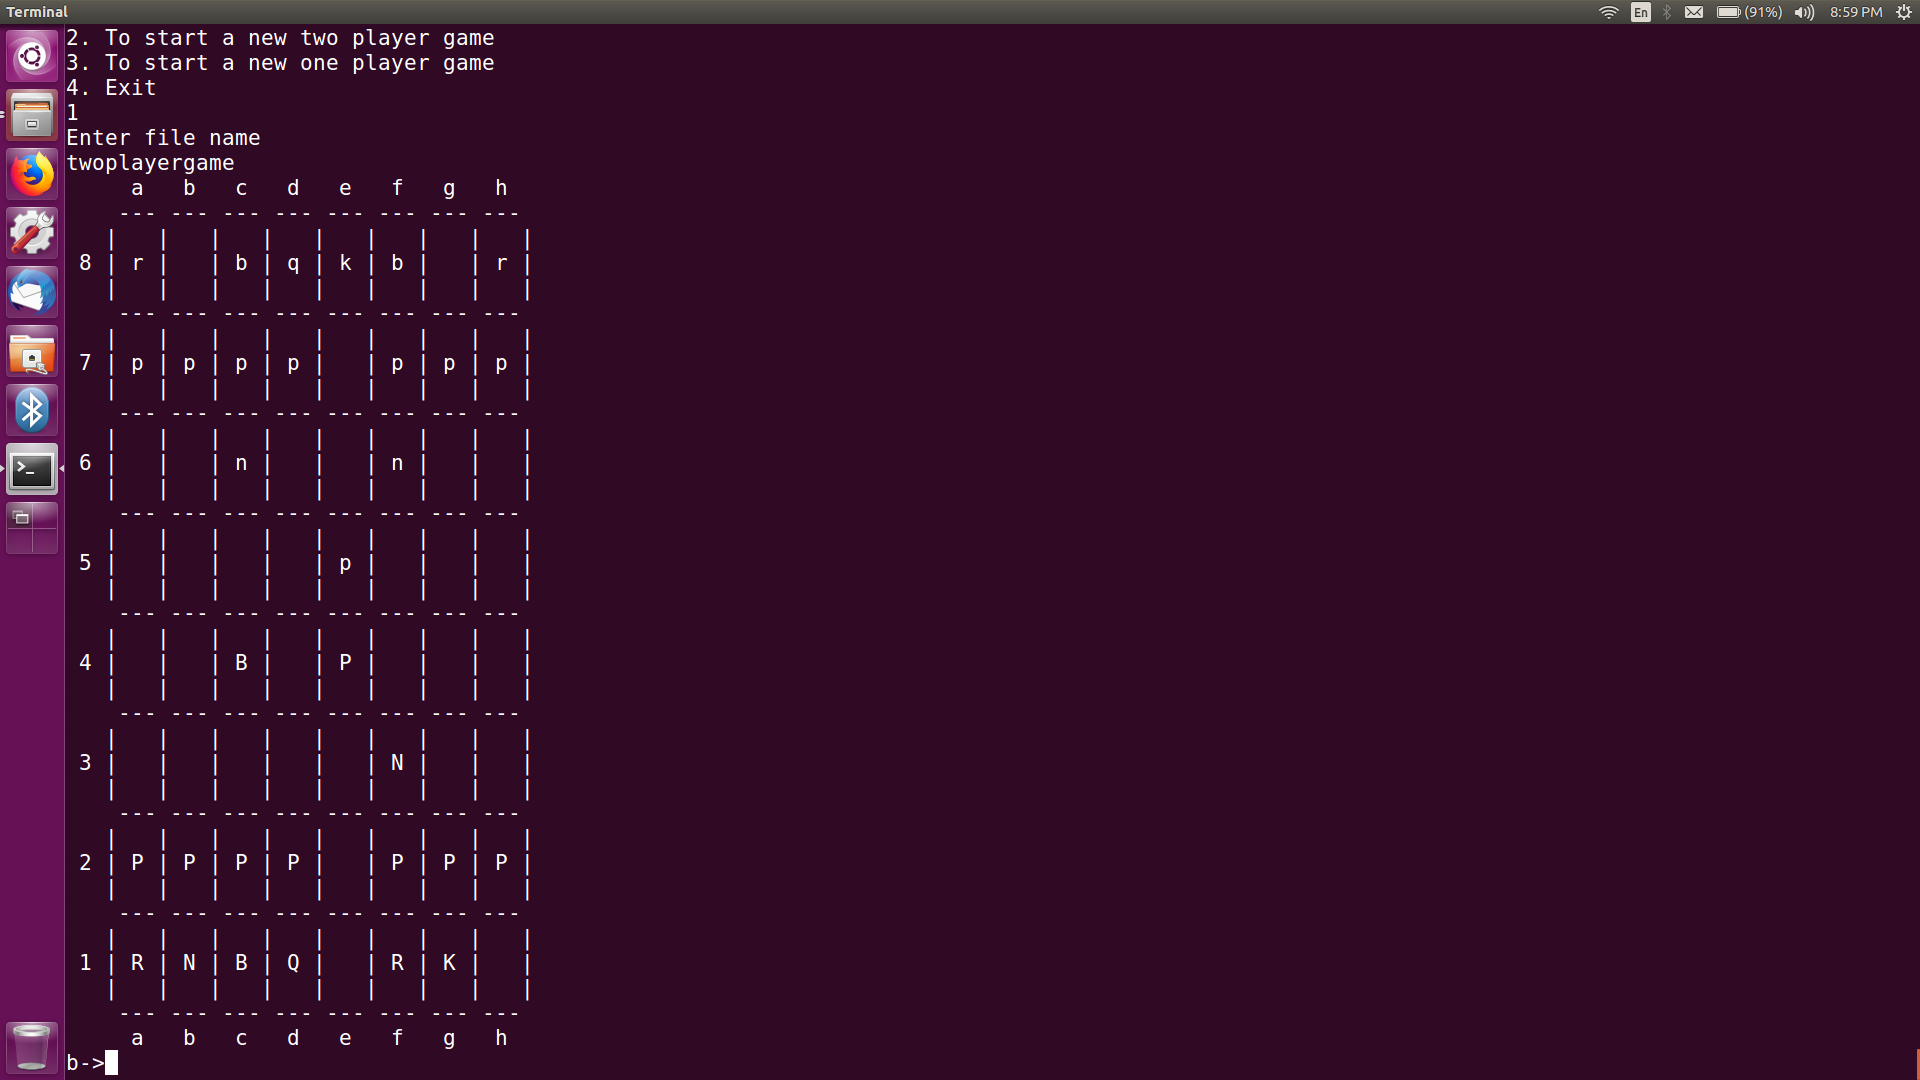 Terminal
En (91%) 8:59 PM
2. To start a new two player game
3. To start a new one player game
4. Exit
1
Enter file name
twoplayergame
     a   b   c   d   e   f   g   h
    --- --- --- --- --- --- --- ---
   |   |   |   |   |   |   |   |   |
 8 | r |   | b | q | k | b |   | r |
   |   |   |   |   |   |   |   |   |
    --- --- --- --- --- --- --- ---
   |   |   |   |   |   |   |   |   |
 7 | p | p | p | p |   | p | p | p |
   |   |   |   |   |   |   |   |   |
    --- --- --- --- --- --- --- ---
   |   |   |   |   |   |   |   |   |
 6 |   |   | n |   |   | n |   |   |
   |   |   |   |   |   |   |   |   |
    --- --- --- --- --- --- --- ---
   |   |   |   |   |   |   |   |   |
 5 |   |   |   |   | p |   |   |   |
   |   |   |   |   |   |   |   |   |
    --- --- --- --- --- --- --- ---
   |   |   |   |   |   |   |   |   |
 4 |   |   | B |   | P |   |   |   |
   |   |   |   |   |   |   |   |   |
    --- --- --- --- --- --- --- ---
   |   |   |   |   |   |   |   |   |
 3 |   |   |   |   |   | N |   |   |
   |   |   |   |   |   |   |   |   |
    --- --- --- --- --- --- --- ---
   |   |   |   |   |   |   |   |   |
 2 | P | P | P | P |   | P | P | P |
   |   |   |   |   |   |   |   |   |
    --- --- --- --- --- --- --- ---
   |   |   |   |   |   |   |   |   |
 1 | R | N | B | Q |   | R | K |   |
   |   |   |   |   |   |   |   |   |
    --- --- --- --- --- --- --- ---
     a   b   c   d   e   f   g   h
b->